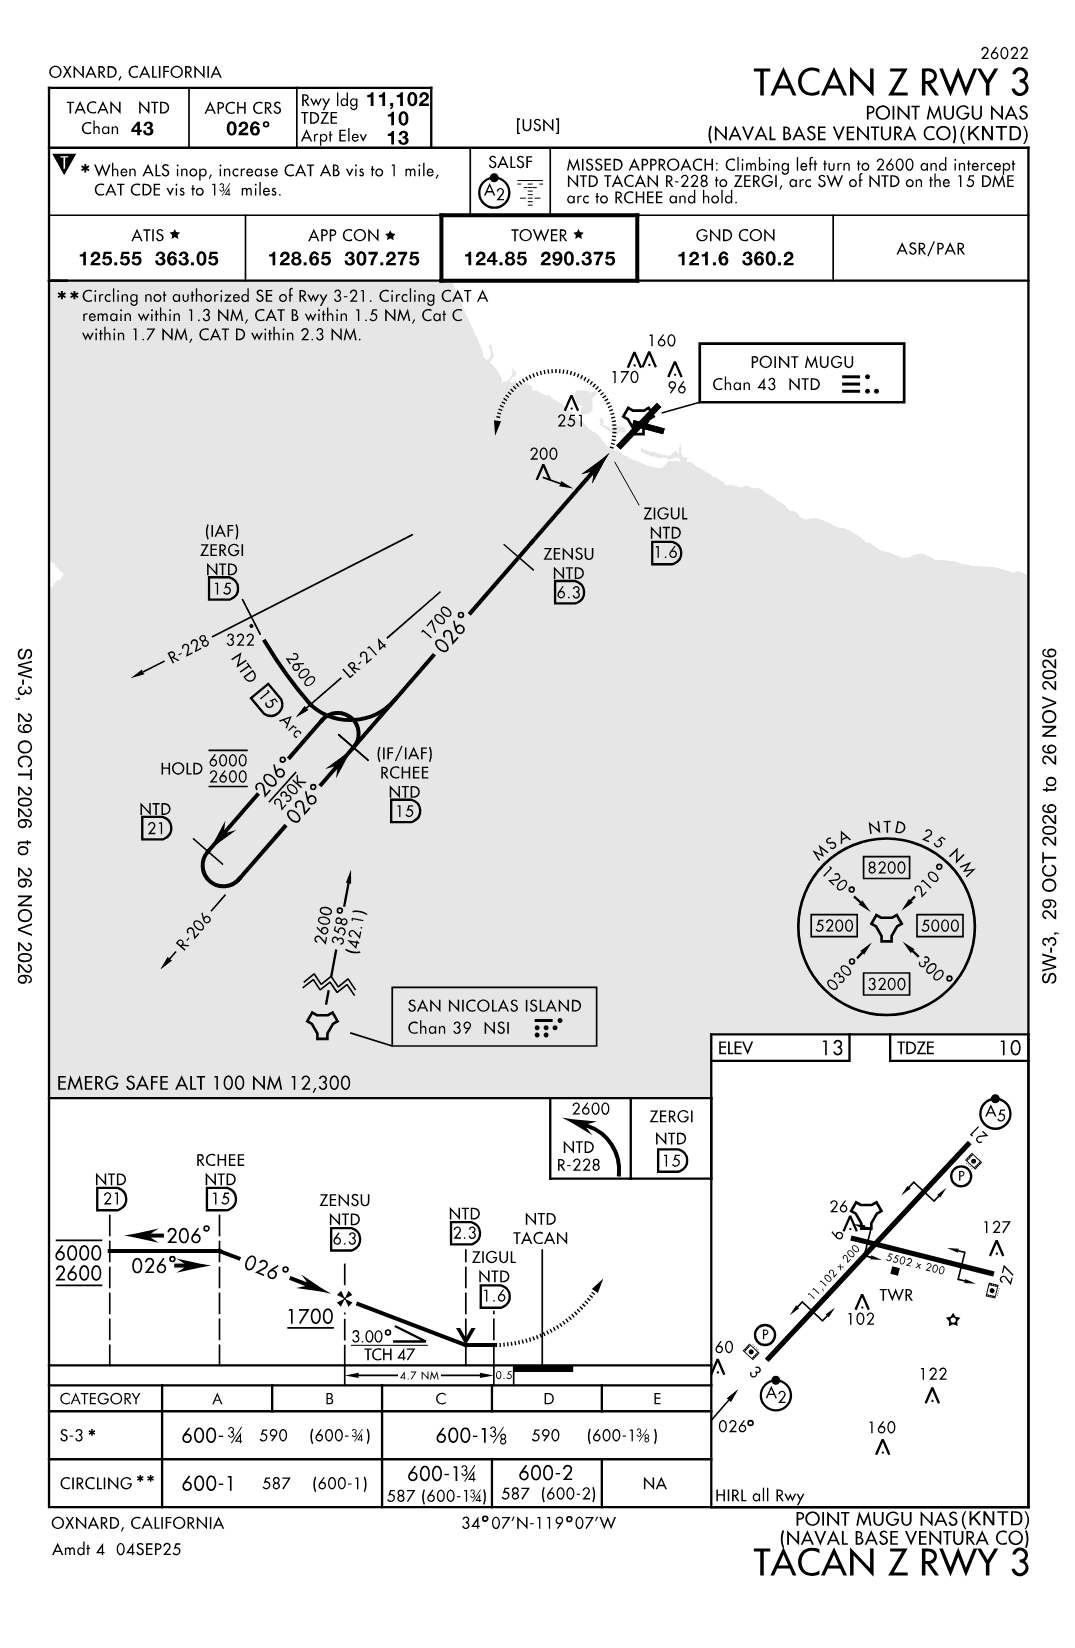 26022
OXNARD, CALIFORNIA
TACAN Z RWY 3
POINT MUGU NAS
(NAVAL BASE VENTURA CO)(KNTD)
TACAN NTD
Chan 43
APCH CRS
026°
Rwy ldg 11,102
TDZE 10
Arpt Elev 13
[USN]
T
* When ALS inop, increase CAT AB vis to 1 mile,
CAT CDE vis to 1¾ miles.
SALSF
A2
MISSED APPROACH: Climbing left turn to 2600 and intercept
NTD TACAN R-228 to ZERGI, arc SW of NTD on the 15 DME
arc to RCHEE and hold.
ATIS ★
125.55 363.05
APP CON ★
128.65 307.275
TOWER ★
124.85 290.375
GND CON
121.6 360.2
ASR/PAR
** Circling not authorized SE of Rwy 3-21. Circling CAT A
remain within 1.3 NM, CAT B within 1.5 NM, Cat C
within 1.7 NM, CAT D within 2.3 NM.
160
170
96
POINT MUGU
Chan 43 NTD
251
200
ZIGUL
NTD
1.6
(IAF)
ZERGI
NTD
15
ZENSU
NTD
6.3
R-228
322
2600
LR-214
1700
026°
NTD
15
Arc
HOLD 6000
2600
206°
230K
026°
(IF/IAF)
RCHEE
NTD
15
NTD
21
R-206
2600
358°
(42.1)
SAN NICOLAS ISLAND
Chan 39 NSI
MSA NTD 25 NM
8200
120°
210°
5200
5000
030°
300°
3200
EMERG SAFE ALT 100 NM 12,300
SW-3, 29 OCT 2026 to 26 NOV 2026
SW-3, 29 OCT 2026 to 26 NOV 2026
ELEV 13
TDZE 10
A5
21
P
26
9
127
11,102 x 200
5502 x 200
27
TWR
102
P
60
3
122
A2
026°
160
HIRL all Rwy
2600
NTD
R-228
ZERGI
NTD
15
NTD
21
RCHEE
NTD
15
ZENSU
NTD
6.3
NTD
2.3
NTD
TACAN
ZIGUL
NTD
1.6
6000
2600
206°
026°
026°
1700
3.00°
TCH 47
4.7 NM
0.5
CATEGORY A B C D E
S-3 * 600-¾ 590 (600-¾) 600-1⅜ 590 (600-1⅜)
CIRCLING ** 600-1 587 (600-1) 600-1¾ 587 (600-1¾) 600-2 587 (600-2) NA
OXNARD, CALIFORNIA
Amdt 4 04SEP25
34°07'N-119°07'W
POINT MUGU NAS (KNTD)
(NAVAL BASE VENTURA CO)
TACAN Z RWY 3